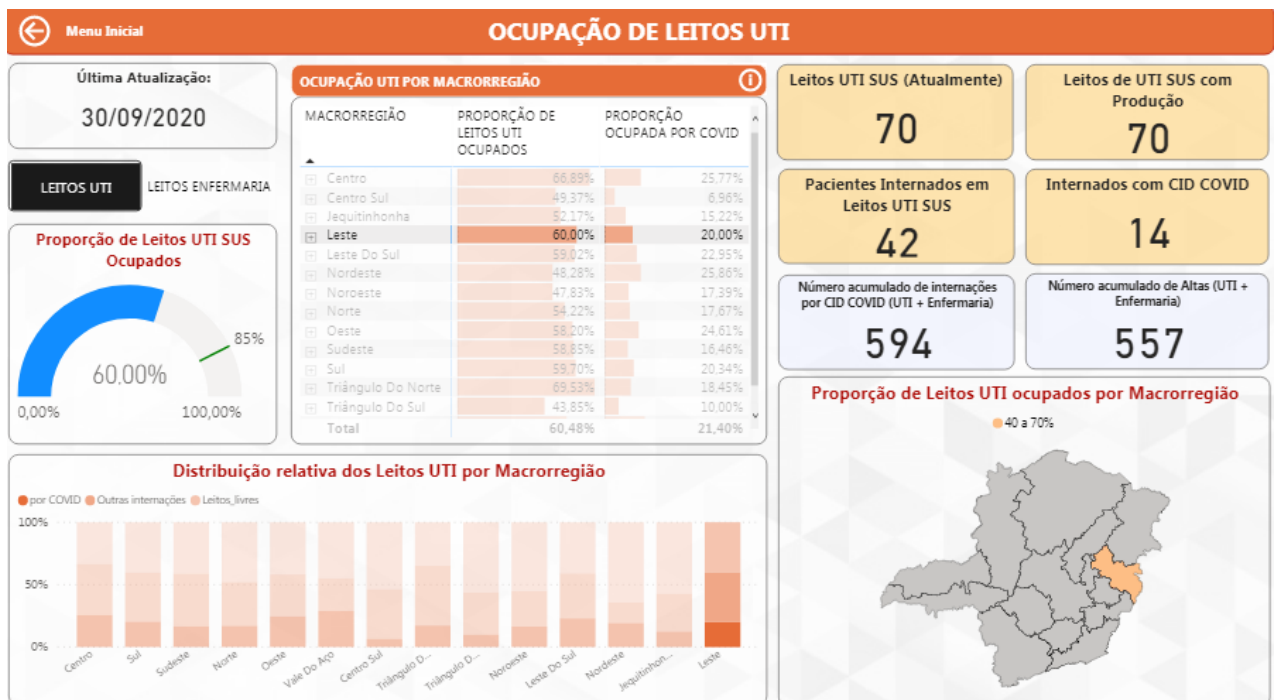 Menu Inicial
OCUPAÇÃO DE LEITOS UTI
Última Atualização:
30/09/2020
LEITOS UTI
LEITOS ENFERMARIA
Proporção de Leitos UTI SUS
Ocupados
85%
60,00%
0,00%
100,00%
OCUPAÇÃO UTI POR MACRORREGIÃO
MACRORREGIÃO PROPORÇÃO DE LEITOS UTI OCUPADOS PROPORÇÃO OCUPADA POR COVID
Centro 66,89% 25,77%
Centro Sul 49,37% 6,96%
Jequitinhonha 52,17% 15,22%
Leste 60,00% 20,00%
Leste Do Sul 59,02% 22,95%
Nordeste 48,28% 25,86%
Noroeste 47,83% 17,39%
Norte 54,22% 17,67%
Oeste 58,20% 24,61%
Sudeste 58,85% 16,46%
Sul 59,70% 20,34%
Triângulo Do Norte 69,53% 18,45%
Triângulo Do Sul 43,85% 10,00%
Total 60,48% 21,40%
Leitos UTI SUS (Atualmente)
70
Leitos de UTI SUS com
Produção
70
Pacientes Internados em
Leitos UTI SUS
42
Internados com CID COVID
14
Número acumulado de internações
por CID COVID (UTI + Enfermaria)
594
Número acumulado de Altas (UTI +
Enfermaria)
557
Distribuição relativa dos Leitos UTI por Macrorregião
por COVID Outras internações Leitos_livres
100%
50%
0%
Centro Sul Sudeste Norte Oeste Vale Do Aço Centro Sul Triângulo D... Triângulo D... Noroeste Leste Do Sul Nordeste Jequitinhon... Leste
Proporção de Leitos UTI ocupados por Macrorregião
40 a 70%